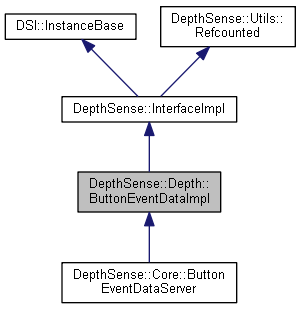 DSI::InstanceBase
DepthSense::Utils::
Refcounted
DepthSense::InterfaceImpl
DepthSense::Depth::
ButtonEventDataImpl
DepthSense::Core::Button
EventDataServer